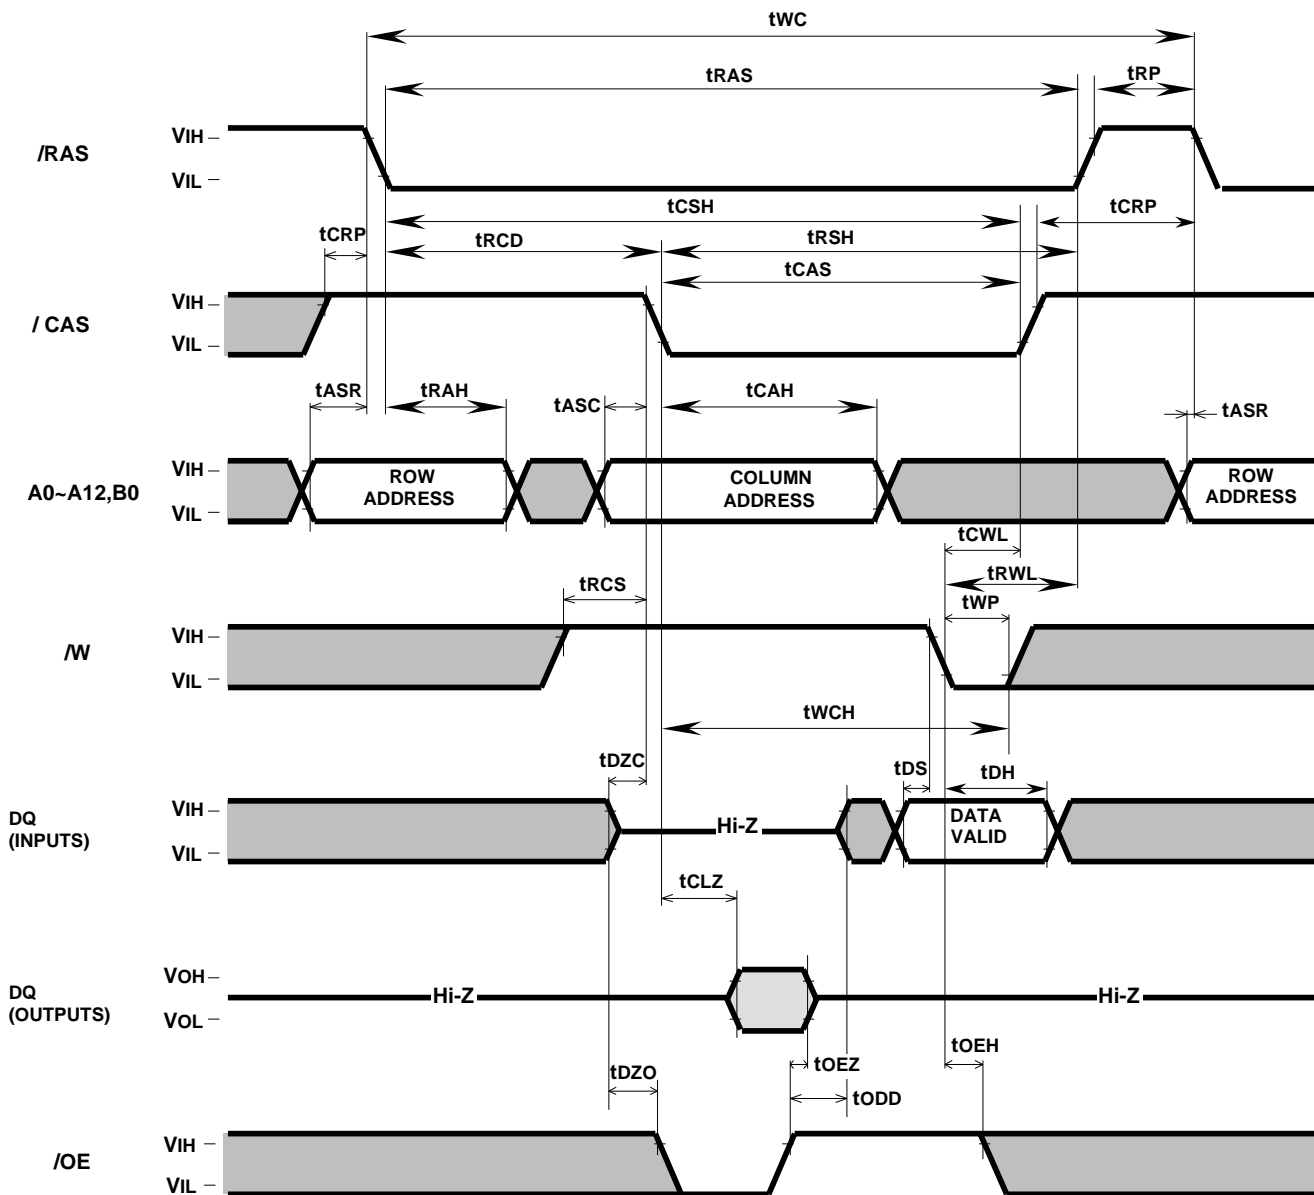 tWC
tRAS
tRP
/RAS
VIH
VIL
tCSH
tCRP
tCRP
tRCD
tRSH
tCAS
/ CAS
VIH
VIL
tASR
tRAH
tASC
tCAH
tASR
A0~A12,B0
VIH
VIL
ROW
ADDRESS
COLUMN
ADDRESS
ROW
ADDRESS
tCWL
tRWL
tRCS
tWP
/W
VIH
VIL
tWCH
tDZC
tDS
tDH
DQ
(INPUTS)
VIH
VIL
Hi-Z
DATA
VALID
tCLZ
DQ
(OUTPUTS)
VOH
VOL
Hi-Z
Hi-Z
tDZO
tOEZ
tOEH
tODD
/OE
VIH
VIL